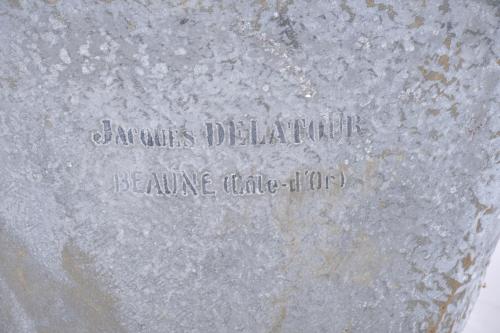 Jacques DELATOUR
BEAUNE (Côte-d'Or)